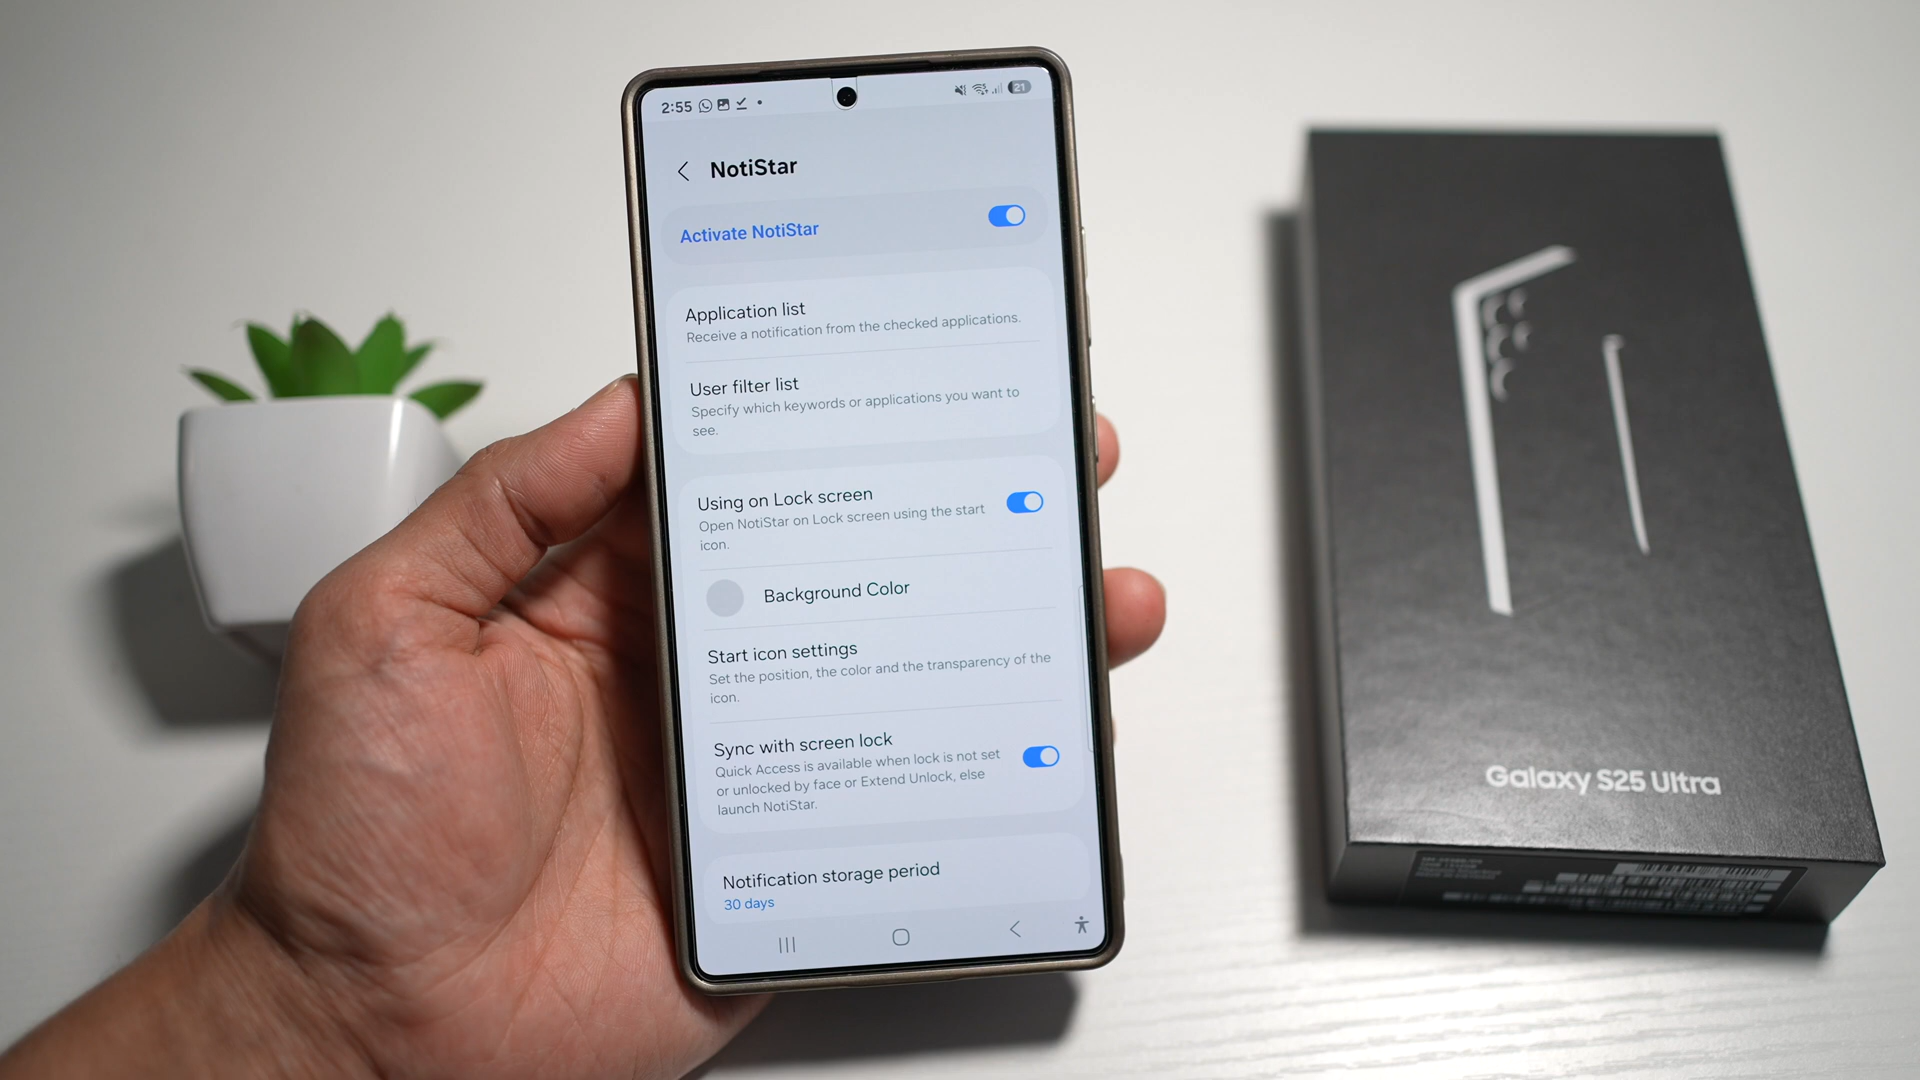 2:55
21
NotiStar
Activate NotiStar
Application list
Receive a notification from the checked applications.
User filter list
Specify which keywords or applications you want to
see.
Using on Lock screen
Open NotiStar on Lock screen using the start
icon.
Background Color
Start icon settings
Set the position, the color and the transparency of the
icon.
Sync with screen lock
Quick Access is available when lock is not set
or unlocked by face or Extend Unlock, else
launch NotiStar.
Notification storage period
30 days
Galaxy S25 Ultra